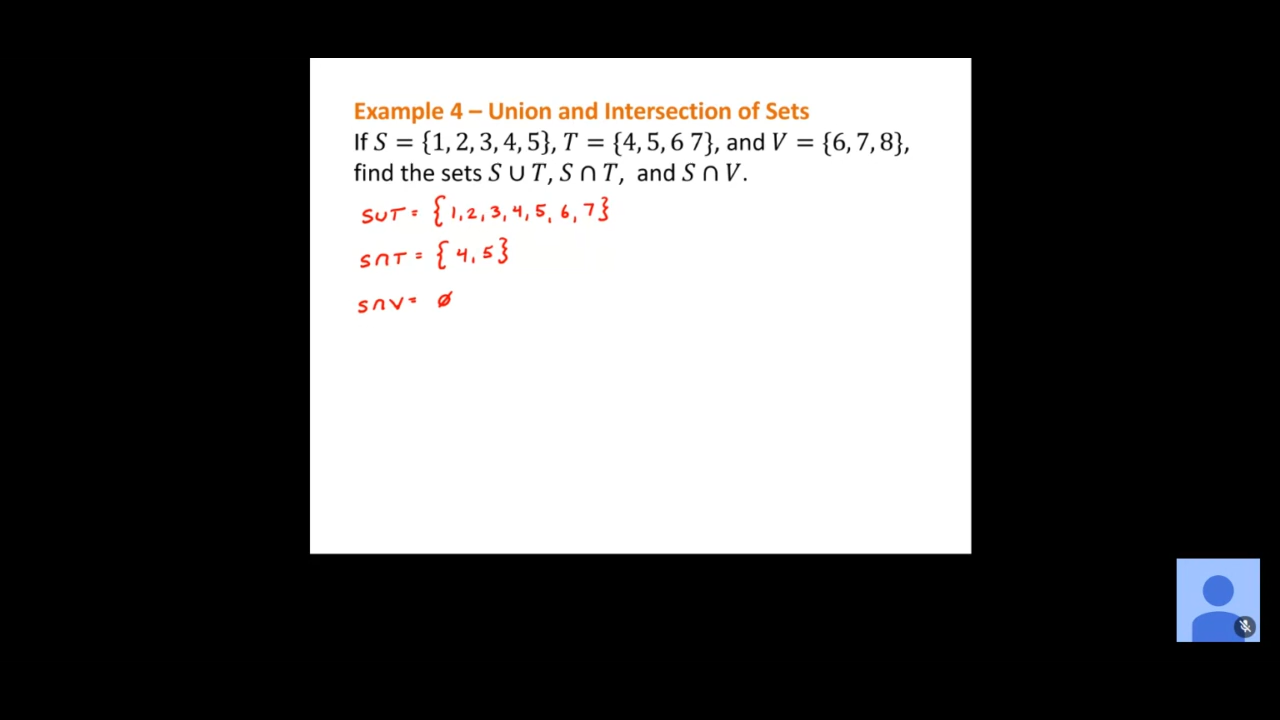 Example 4 – Union and Intersection of Sets
If S = {1, 2, 3, 4, 5}, T = {4, 5, 6 7}, and V = {6, 7, 8},
find the sets S ∪ T, S ∩ T, and S ∩ V.
S∪T = {1, 2, 3, 4, 5, 6, 7}
S∩T = {4, 5}
S∩V = ∅